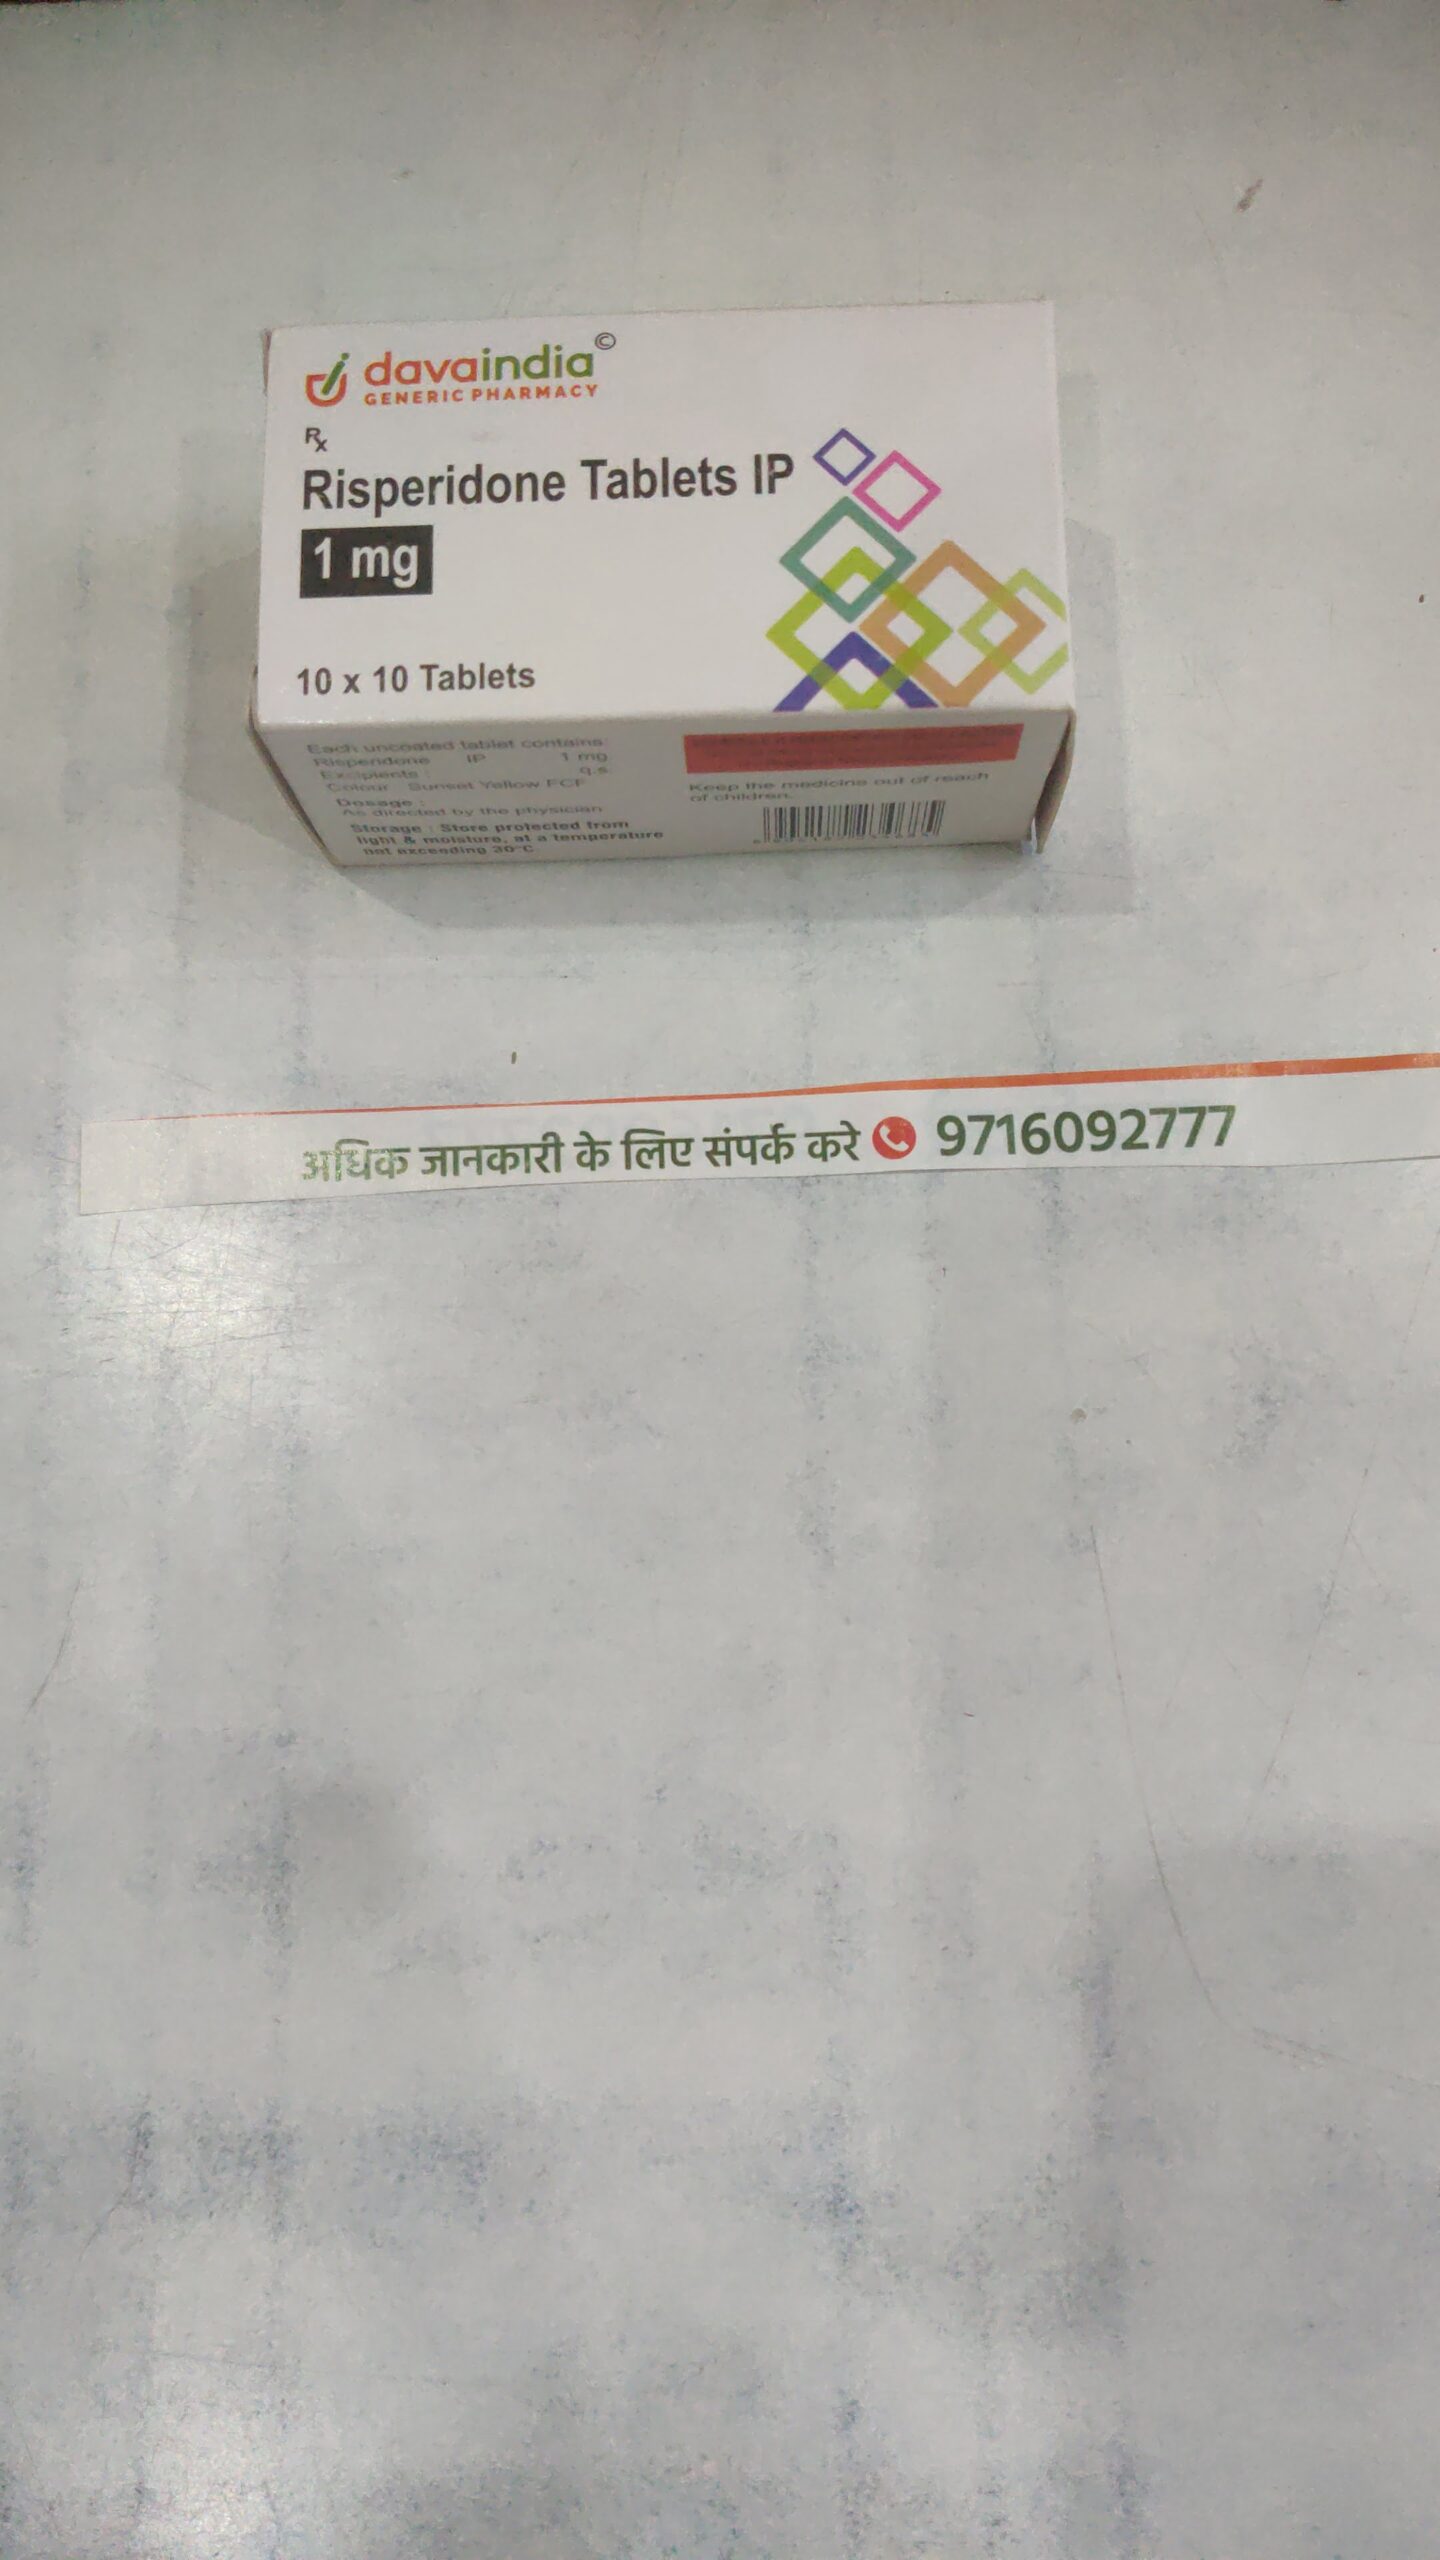 davaindia©
GENERIC PHARMACY
Rx
Risperidone Tablets IP
1 mg
10 x 10 Tablets
Each uncoated tablet contains
Risperidone IP 1 mg
Excipients : q.s.
Colour : Sunset Yellow FCF
Dosage :
As directed by the physician
Storage : Store protected from
light & moisture, at a temperature
not exceeding 30°C
Keep the medicine out of reach
of children.
अधिक जानकारी के लिए संपर्क करे 9716092777